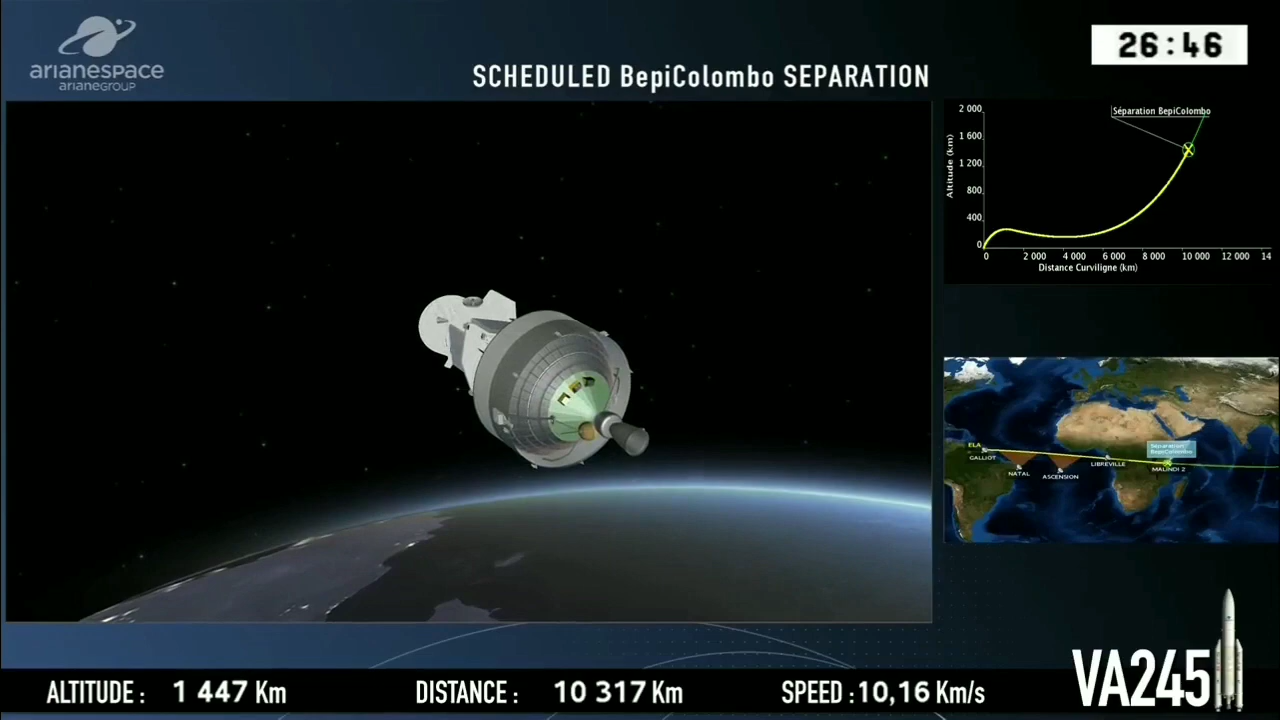 arianespace
arianeGROUP
SCHEDULED BepiColombo SEPARATION
26:46
Séparation BepiColombo
Altitude (km)
2 000
1 600
1 200
800
400
0
0 2 000 4 000 6 000 8 000 10 000 12 000 14
Distance Curviligne (km)
ELA
GALLIOT
NATAL
ASCENSION
LIBREVILLE
Séparation
BepiColombo
MALINDI 2
VA245
ALTITUDE : 1 447 Km
DISTANCE : 10 317 Km
SPEED : 10,16 Km/s